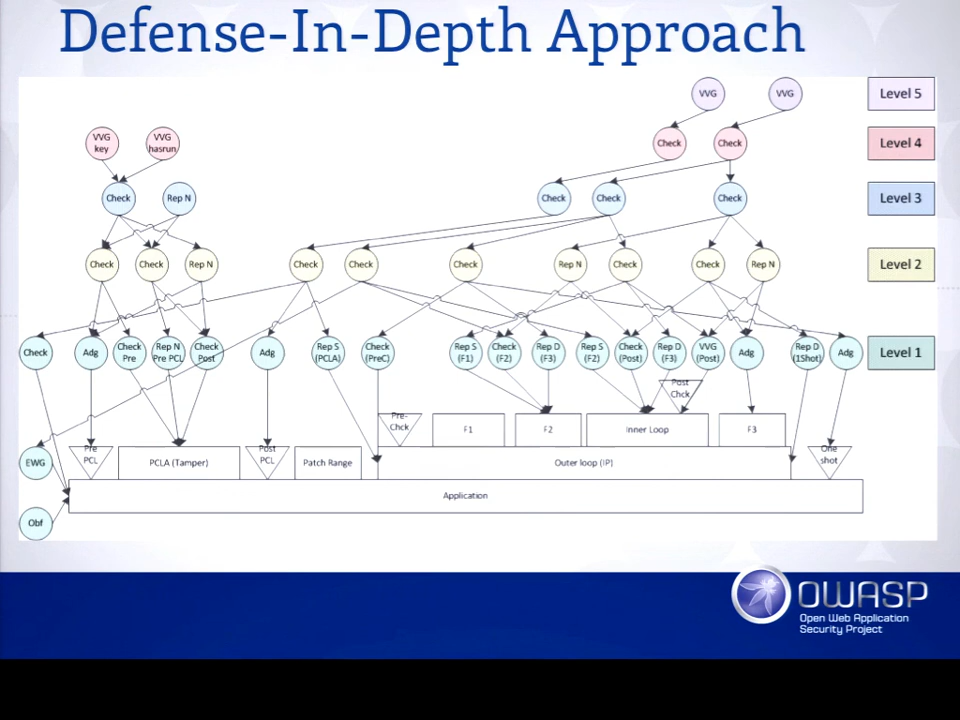 Defense-In-Depth Approach
VVG
VVG
Level 5
VVG
key
VVG
hasrun
Check
Check
Level 4
Check
Rep N
Check
Check
Check
Level 3
Check
Check
Rep N
Check
Check
Check
Rep N
Check
Check
Rep N
Level 2
Check
Adg
Check
Pre
Rep N
Pre PCL
Check
Post
Adg
Rep S
(PCLA)
Check
(PreC)
Rep S
(F1)
Check
(F2)
Rep D
(F3)
Rep S
(F2)
Check
(Post)
Rep D
(F3)
VVG
(Post)
Adg
Rep D
(1Shot)
Adg
Level 1
Post
Chck
Pre-
Chck
F1
F2
Inner Loop
F3
EWG
Pre
PCL
PCLA (Tamper)
Post
PCL
Patch Range
Outer loop (IP)
One
shot
Application
Obf
OWASP
Open Web Application
Security Project